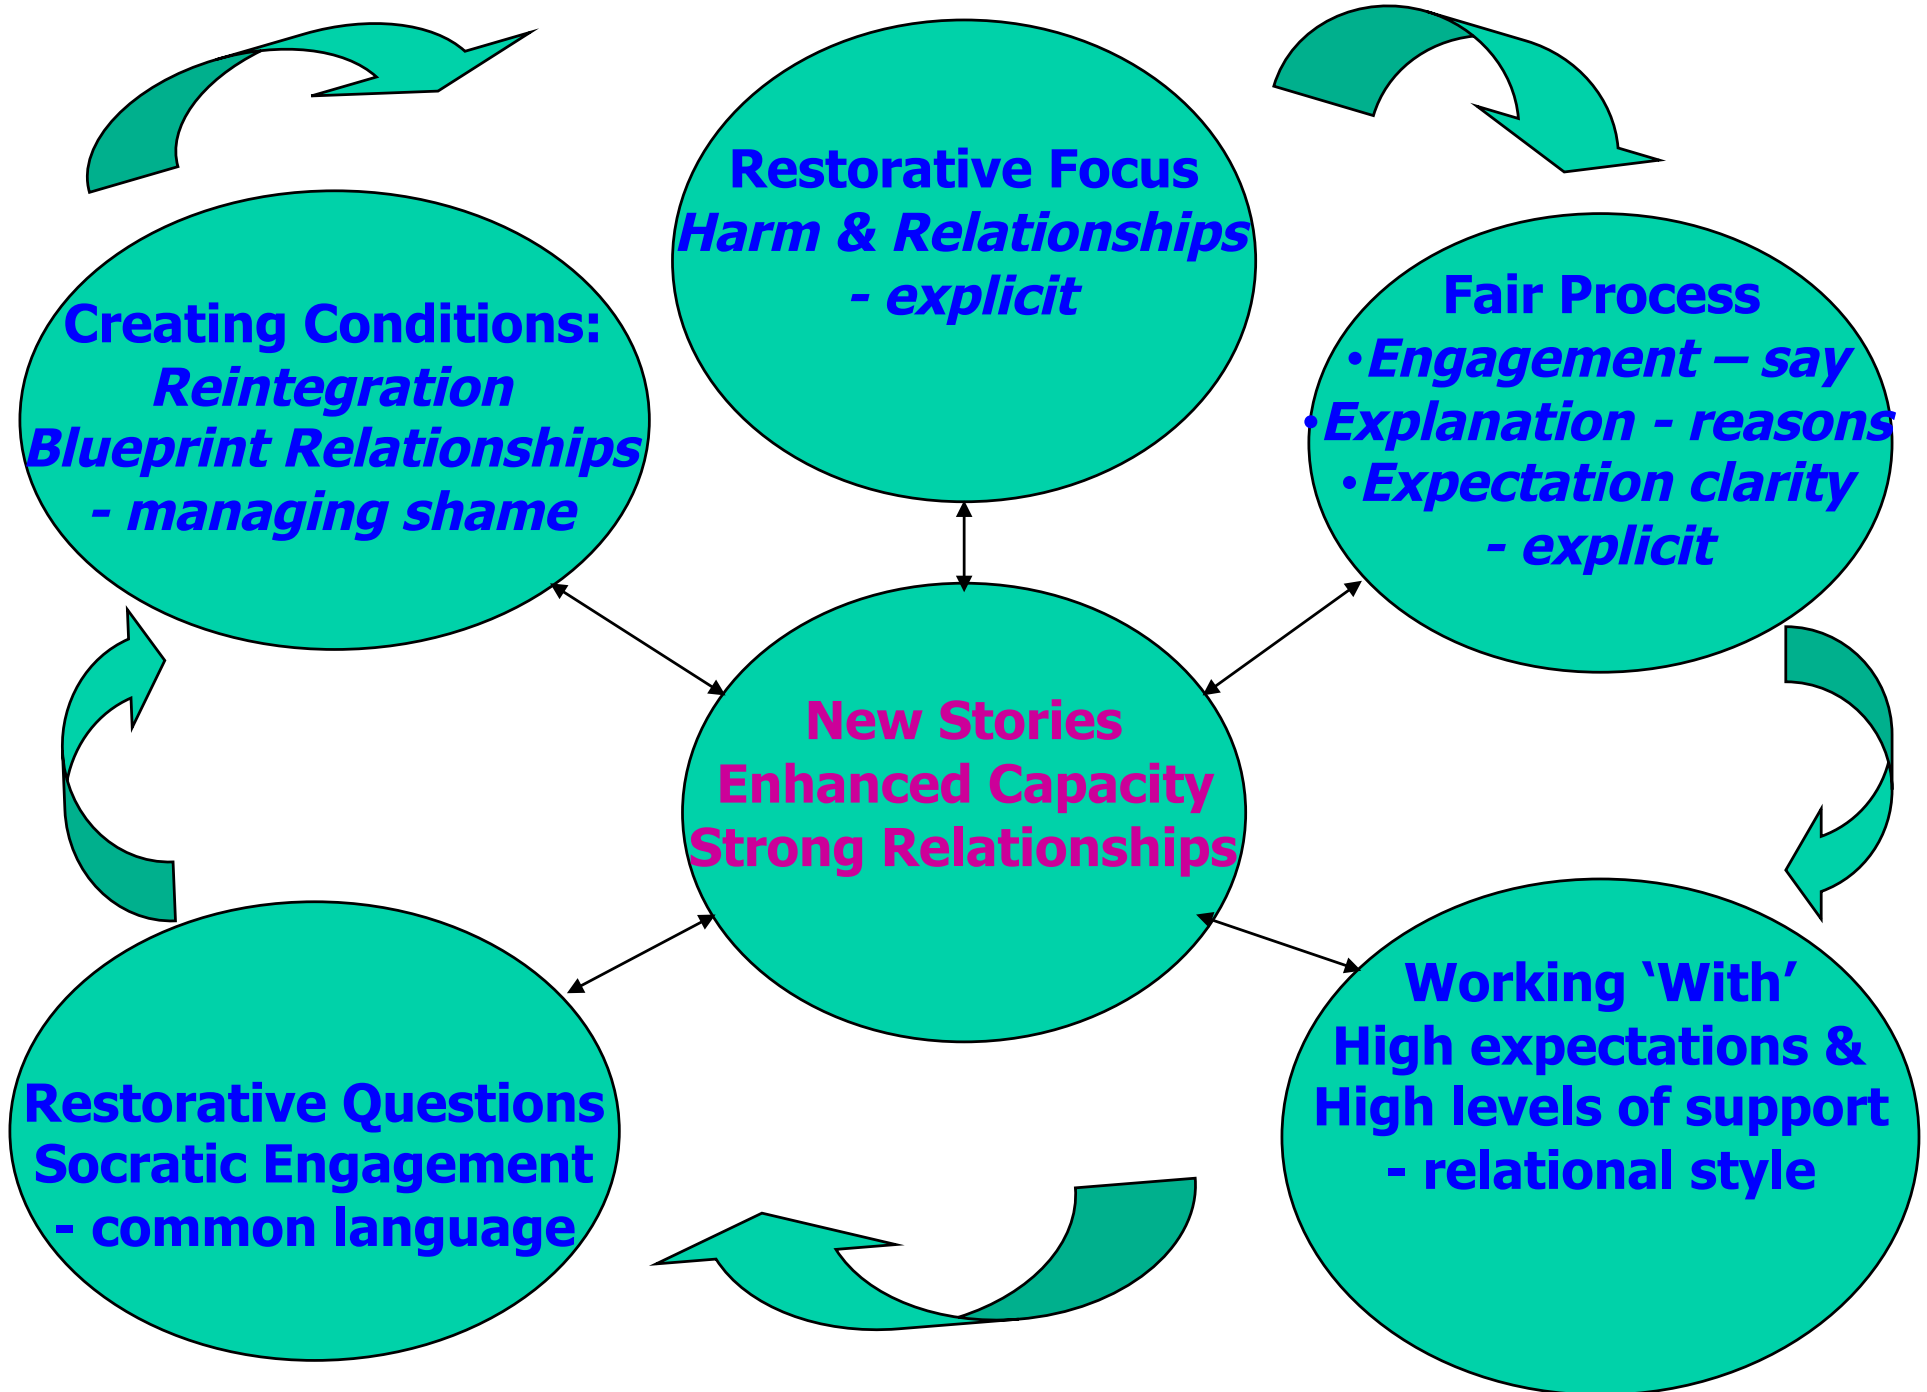 Restorative Focus
Harm & Relationships
- explicit
Creating Conditions:
Reintegration
Blueprint Relationships
- managing shame
Fair Process
•Engagement – say
•Explanation - reasons
•Expectation clarity
- explicit
New Stories
Enhanced Capacity
Strong Relationships
Restorative Questions
Socratic Engagement
- common language
Working ‘With’
High expectations &
High levels of support
- relational style